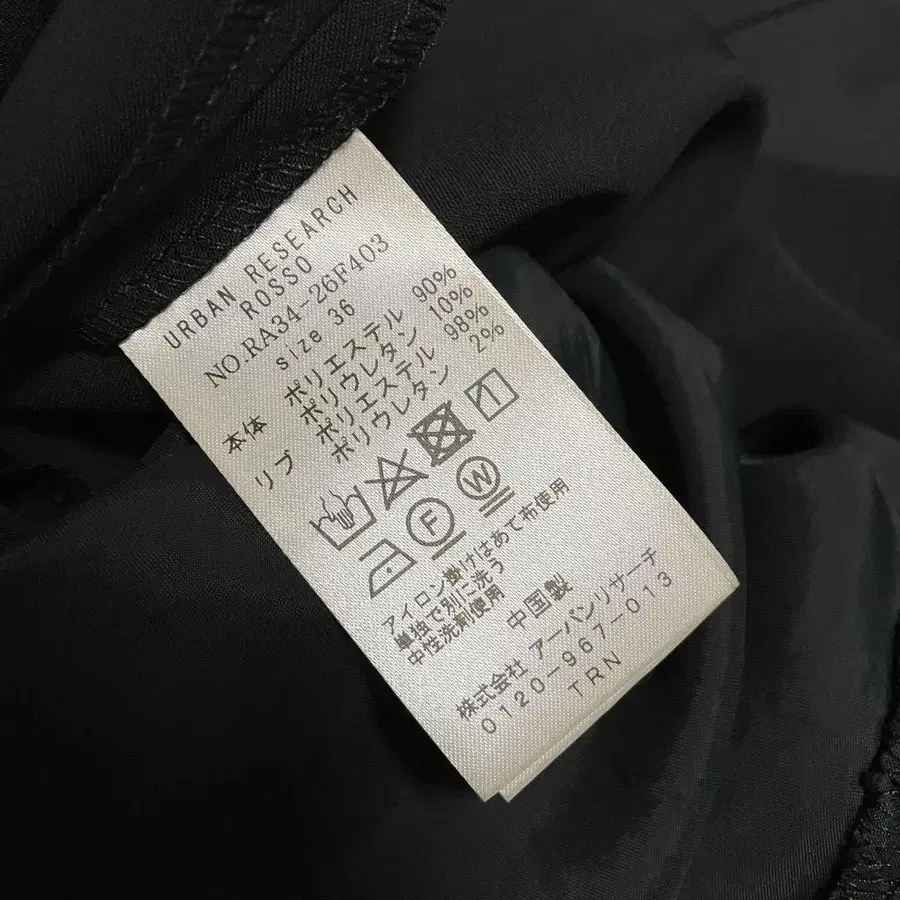 URBAN RESEARCH
ROSSO
NO.RA34-26F403
size 36
本体 ポリエステル 90%
ポリウレタン 10%
リブ ポリエステル 98%
ポリウレタン 2%
F W
アイロン掛けはあて布使用
単独で別に洗う
中性洗剤使用
中国製
株式会社 アーバンリサーチ
0120-967-013
TRN